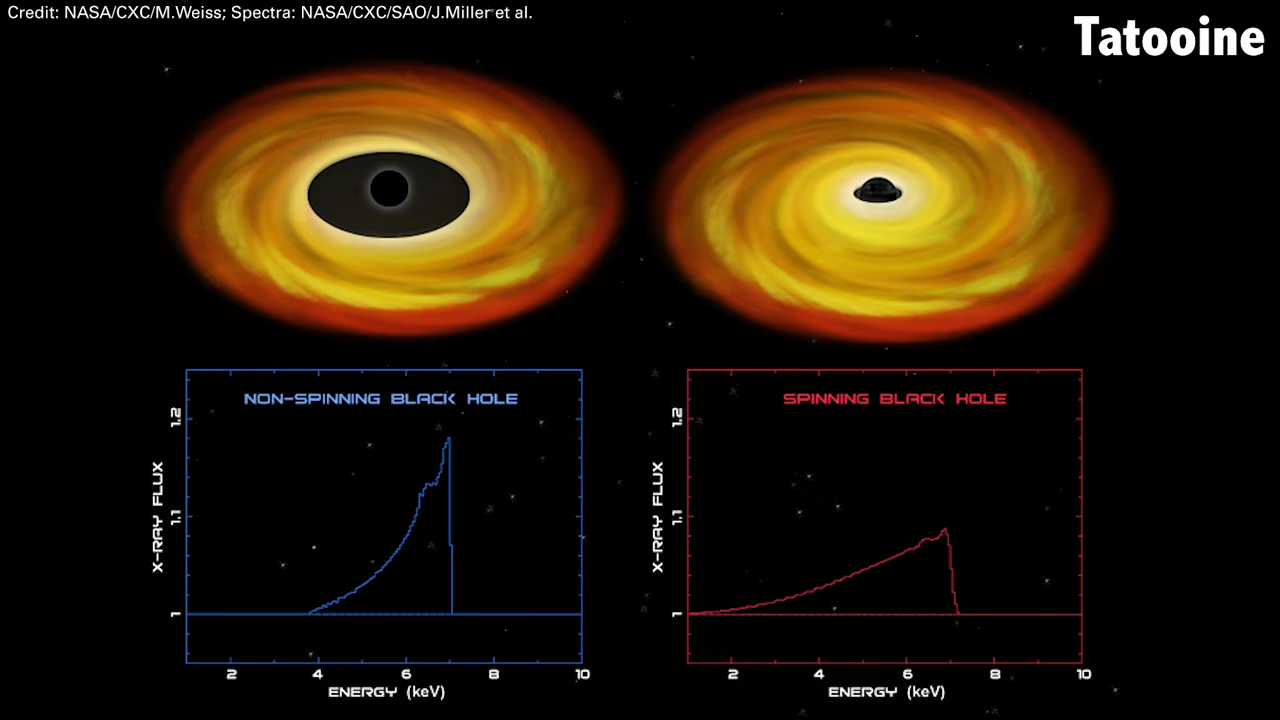 Credit: NASA/CXC/M.Weiss; Spectra: NASA/CXC/SAO/J.Miller et al.
Tatooine
NON-SPINNING BLACK HOLE
1.2
1.1
1
X-RAY FLUX
2 4 6 8 10
ENERGY (keV)
SPINNING BLACK HOLE
1.2
1.1
1
X-RAY FLUX
2 4 6 8 10
ENERGY (keV)